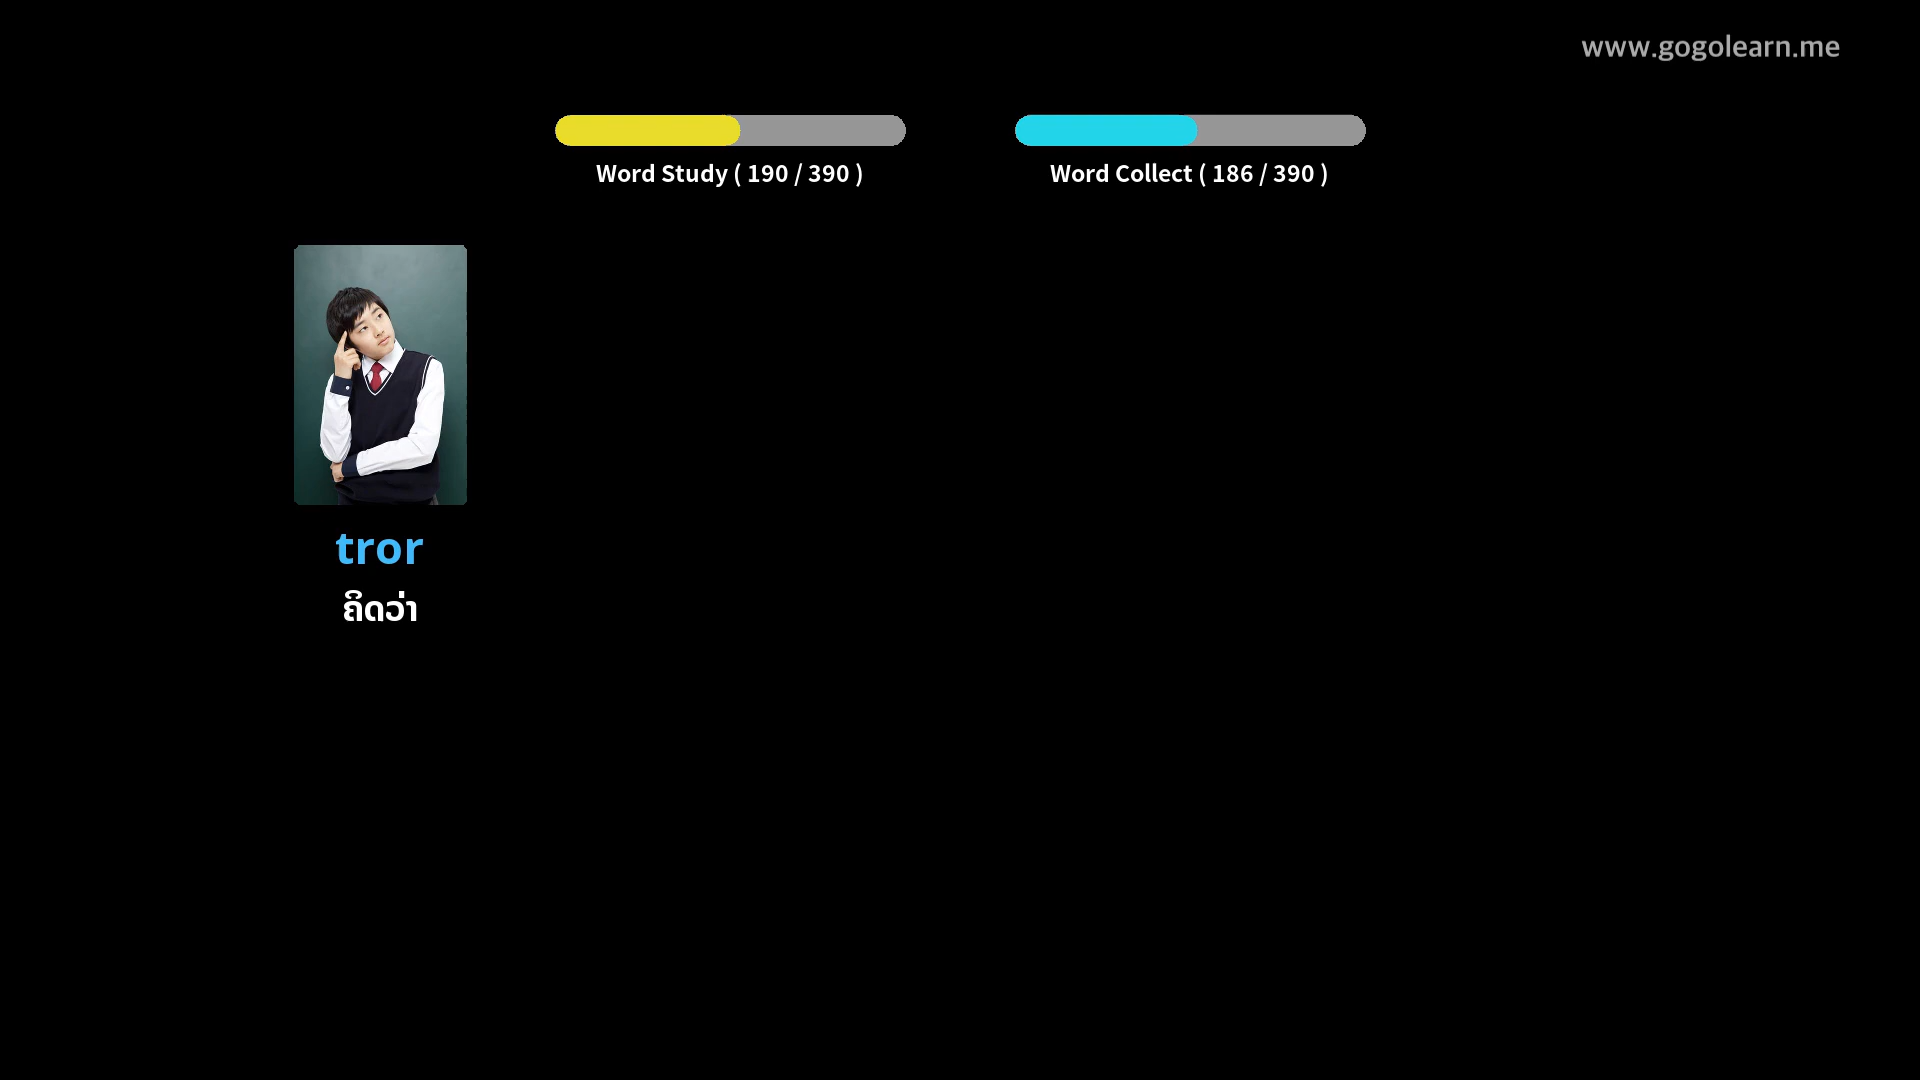 www.gogolearn.me
Word Study ( 190 / 390 )
Word Collect ( 186 / 390 )
tror
คิดว่า